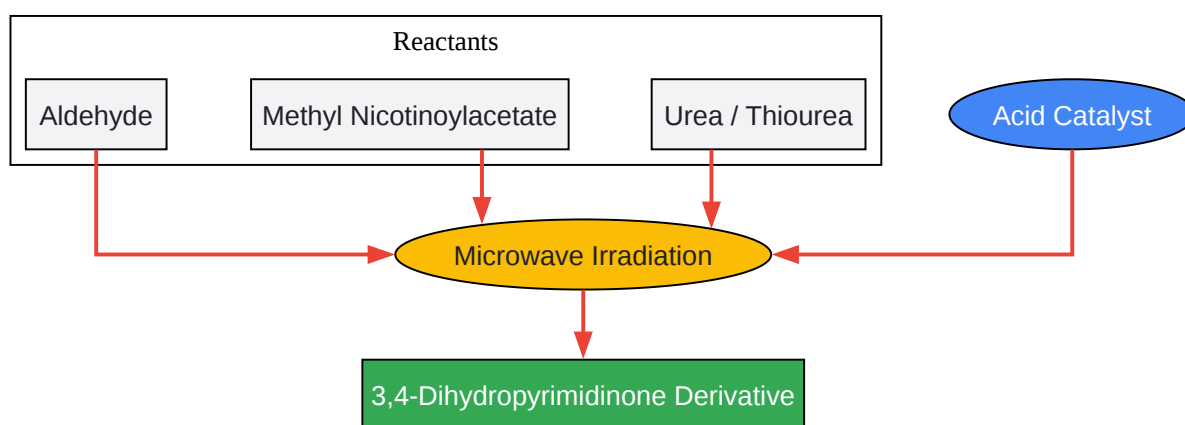 Reactants
Aldehyde
Methyl Nicotinoylacetate
Urea / Thiourea
Acid Catalyst
Microwave Irradiation
3,4-Dihydropyrimidinone Derivative